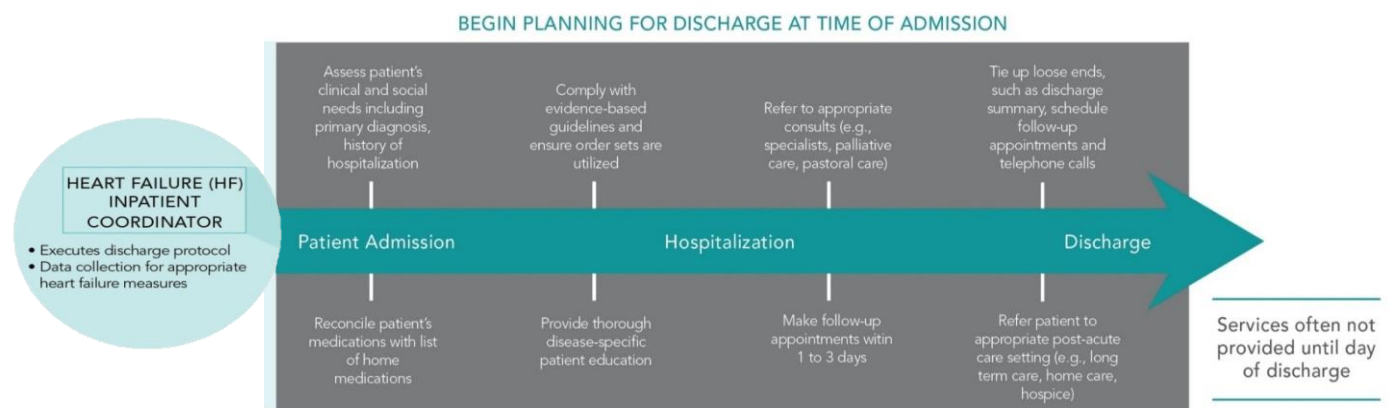 BEGIN PLANNING FOR DISCHARGE AT TIME OF ADMISSION
HEART FAILURE (HF)
INPATIENT
COORDINATOR
• Executes discharge protocol
• Data collection for appropriate
heart failure measures
Assess patient's
clinical and social
needs including
primary diagnosis,
history of
hospitalization
Comply with
evidence-based
guidelines and
ensure order sets are
utilized
Refer to appropriate
consults (e.g.,
specialists, palliative
care, pastoral care)
Tie up loose ends,
such as discharge
summary, schedule
follow-up
appointments and
telephone calls
Patient Admission
Hospitalization
Discharge
Reconcile patient's
medications with list
of home
medications
Provide thorough
disease-specific
patient education
Make follow-up
appointments witin
1 to 3 days
Refer patient to
appropriate post-acute
care setting (e.g., long
term care, home care,
hospice)
Services often not
provided until day
of discharge